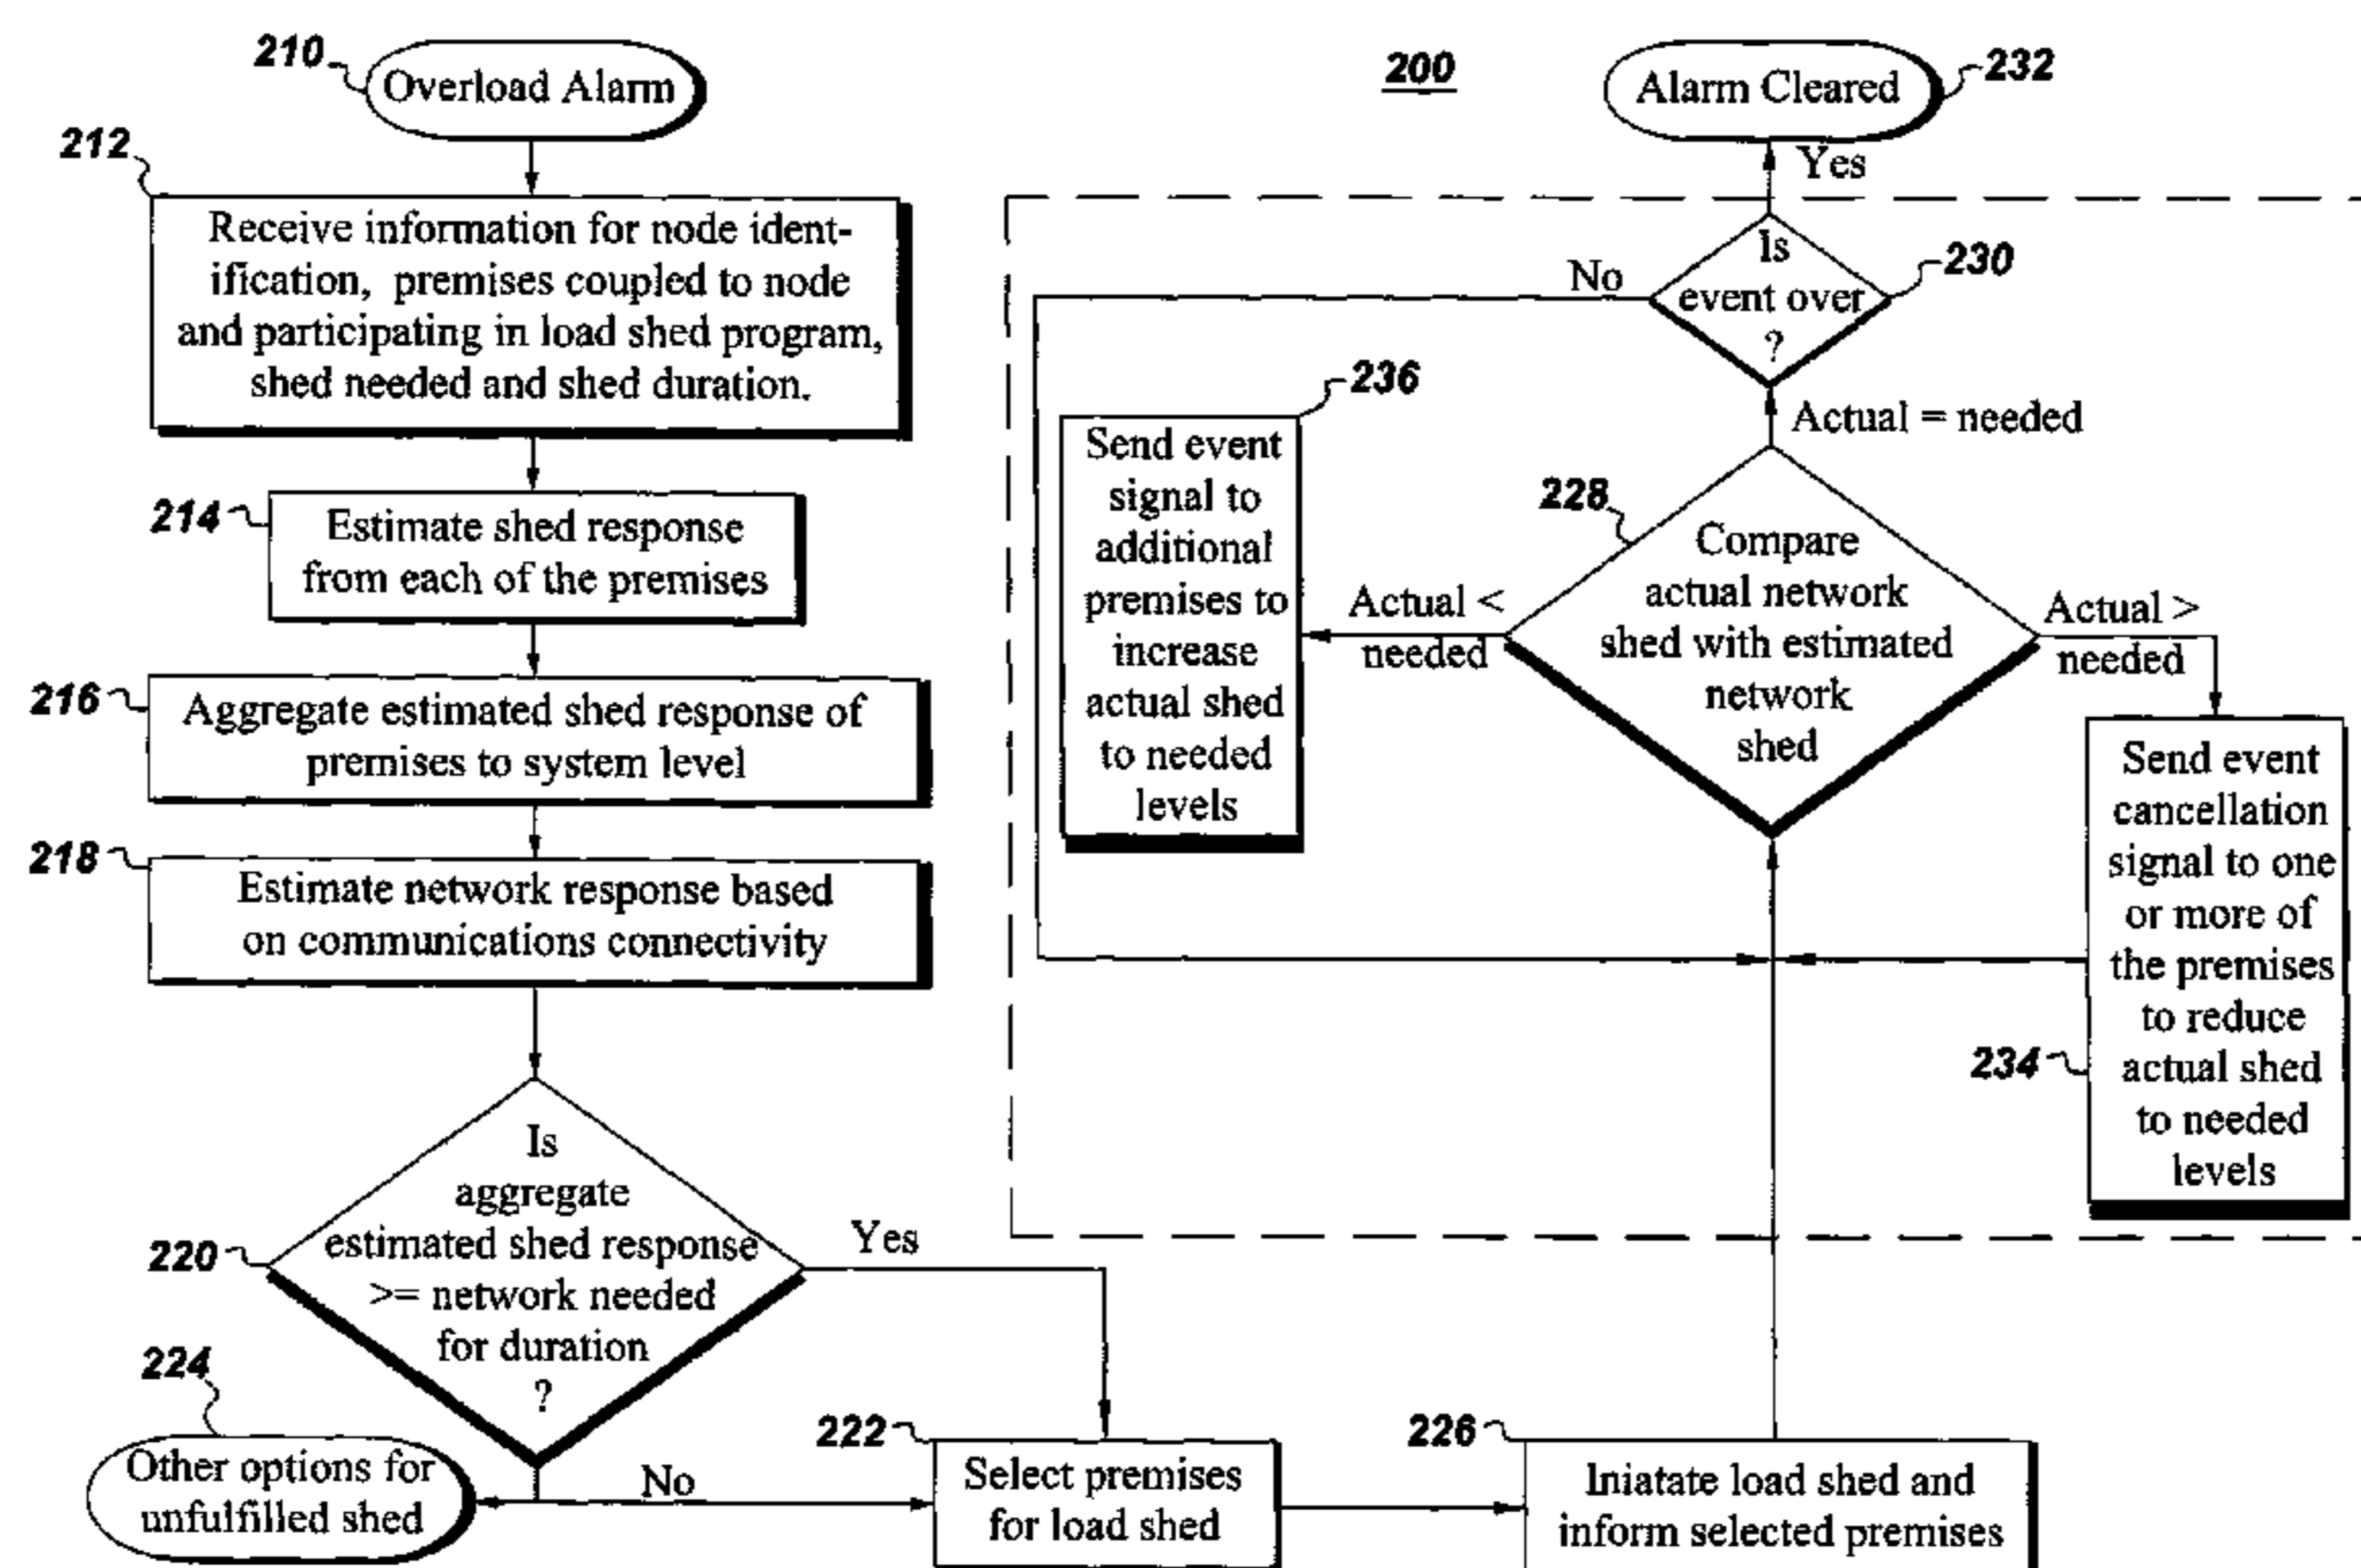 210
Overload Alarm
212
Receive information for node ident-
ification, premises coupled to node
and participating in load shed program,
shed needed and shed duration.
214
Estimate shed response
from each of the premises
216
Aggregate estimated shed response of
premises to system level
218
Estimate network response based
on communications connectivity
220
Is
aggregate
estimated shed response
>= network needed
for duration
?
Yes
No
224
Other options for
unfulfilled shed
222
Select premises
for load shed
226
Iniatate load shed and
inform selected premises
200
Alarm Cleared
232
Yes
Is
event over
?
230
No
Actual = needed
228
Compare
actual network
shed with estimated
network
shed
Actual <
needed
236
Send event
signal to
additional
premises to
increase
actual shed
to needed
levels
Actual >
needed
234
Send event
cancellation
signal to one
or more of
the premises
to reduce
actual shed
to needed
levels